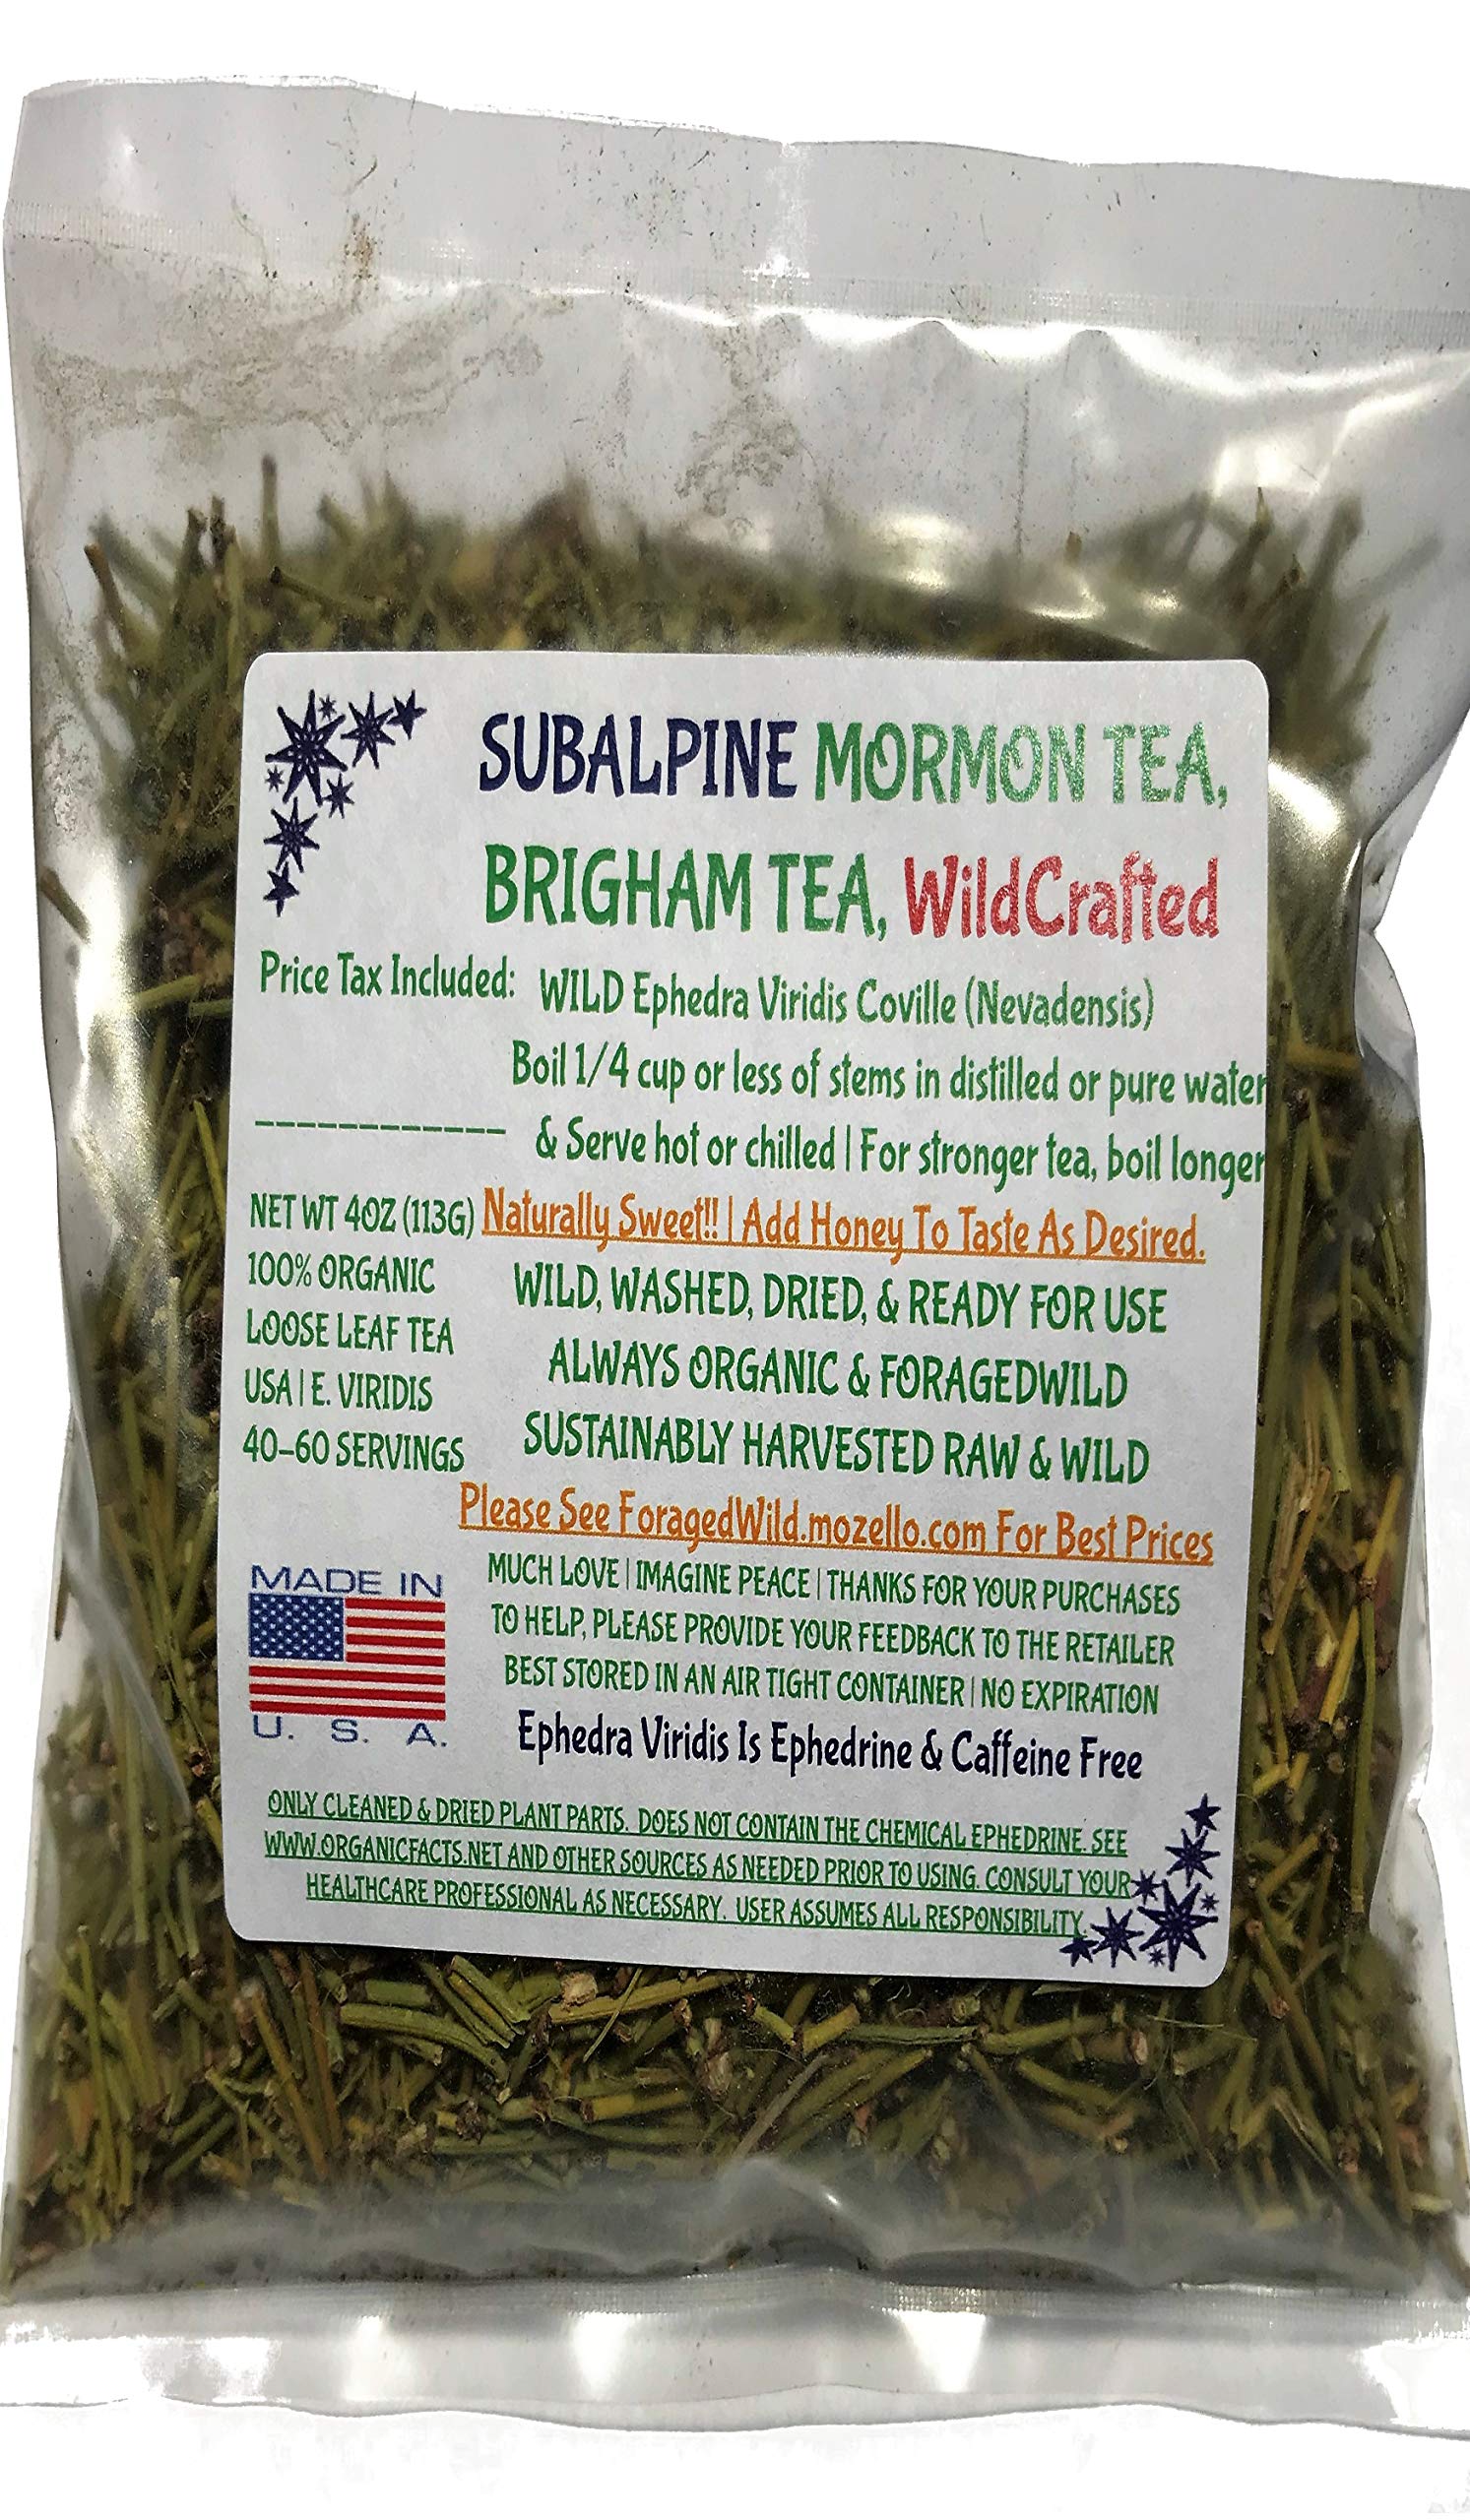 SUBALPINE MORMON TEA,
BRIGHAM TEA, WildCrafted
Price Tax Included:
____________
WILD Ephedra Viridis Coville (Nevadensis)
Boil 1/4 cup or less of stems in distilled or pure water
& Serve hot or chilled | For stronger tea, boil longer
Naturally Sweet!! | Add Honey To Taste As Desired.
NET WT 4OZ (113G)
100% ORGANIC
LOOSE LEAF TEA
USA | E. VIRIDIS
40-60 SERVINGS
WILD, WASHED, DRIED, & READY FOR USE
ALWAYS ORGANIC & FORAGEDWILD
SUSTAINABLY HARVESTED RAW & WILD
Please See ForagedWild.mozello.com For Best Prices
MADE IN
U. S. A.
MUCH LOVE | IMAGINE PEACE | THANKS FOR YOUR PURCHASES
TO HELP, PLEASE PROVIDE YOUR FEEDBACK TO THE RETAILER
BEST STORED IN AN AIR TIGHT CONTAINER | NO EXPIRATION
Ephedra Viridis Is Ephedrine & Caffeine Free
ONLY CLEANED & DRIED PLANT PARTS. DOES NOT CONTAIN THE CHEMICAL EPHEDRINE. SEE
WWW.ORGANICFACTS.NET AND OTHER SOURCES AS NEEDED PRIOR TO USING. CONSULT YOUR
HEALTHCARE PROFESSIONAL AS NECESSARY. USER ASSUMES ALL RESPONSIBILITY.